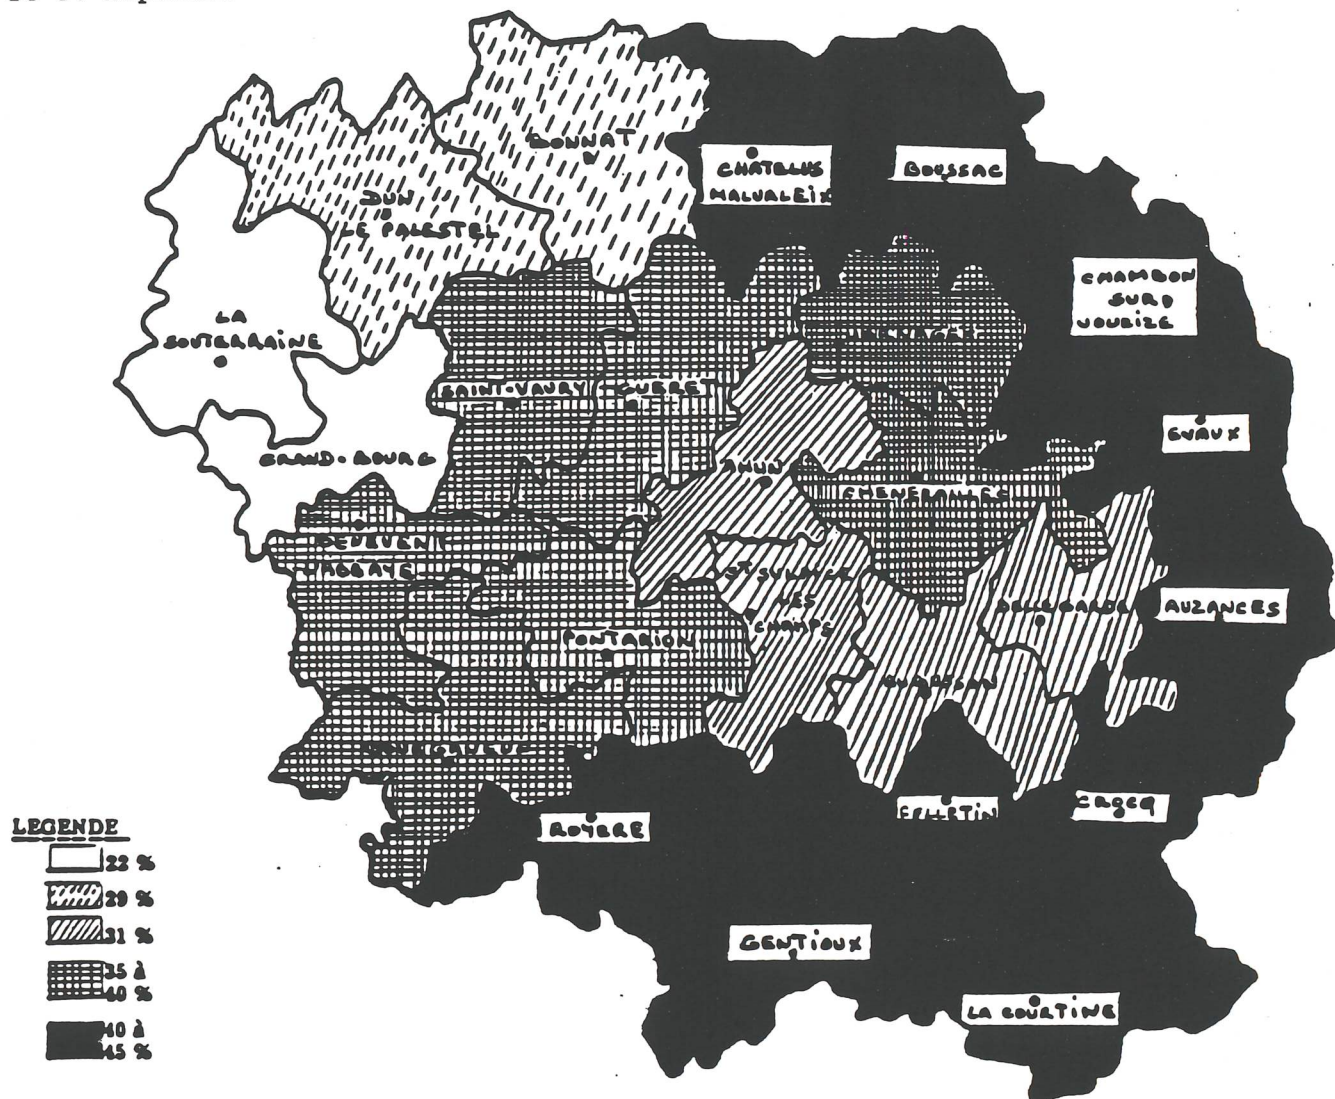 BONNAT
CHATELUS
MALVALEIX
BOUSSAC
DUN
LE PALESTEL
CHAMBON
SUR
VOUEIZE
LA
SOUTERRAINE
SAINT-VAURY
GUERET
EVAUX
GRAND-BOURG
AHUN
CHENERAILLES
BENEVENT
ABBAYE
ST SULPICE
LES
CHAMPS
BELLEGARDE
AUZANCES
PONTARION
AUBUSSON
ROYERE
FELLETIN
CROCQ
GENTIOUX
LA COURTINE
LEGENDE
22 %
29 %
31 %
35 à
40 %
40 à
45 %